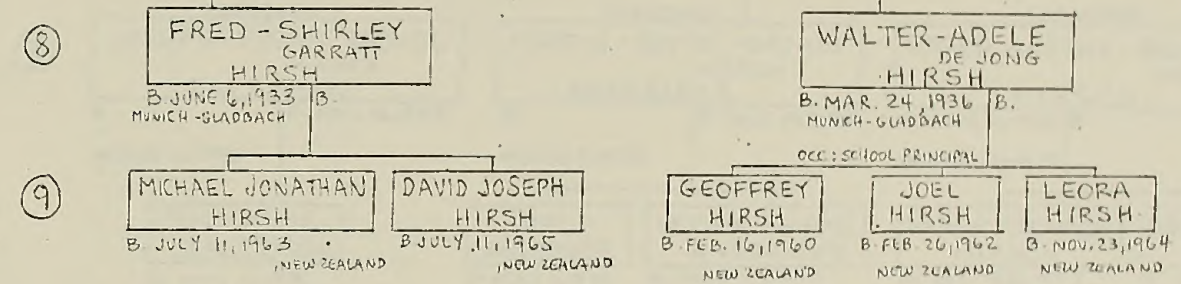 ⑧
FRED - SHIRLEY
GARRATT
HIRSH
B. JUNE 6, 1933 B.
MUNICH - GLADBACH
WALTER - ADELE
DE JONG
HIRSH
B. MAR. 24, 1936 B.
MUNICH - GLADBACH
OCC : SCHOOL PRINCIPAL
⑨
MICHAEL JONATHAN
HIRSH
B. JULY 11, 1963
, NEW ZEALAND
DAVID JOSEPH
HIRSH
B. JULY 11, 1965
, NEW ZEALAND
GEOFFREY
HIRSH
B. FEB. 16, 1960
NEW ZEALAND
JOEL
HIRSH
B. FEB. 26, 1962
NEW ZEALAND
LEORA
HIRSH
B. NOV. 23, 1964
NEW ZEALAND